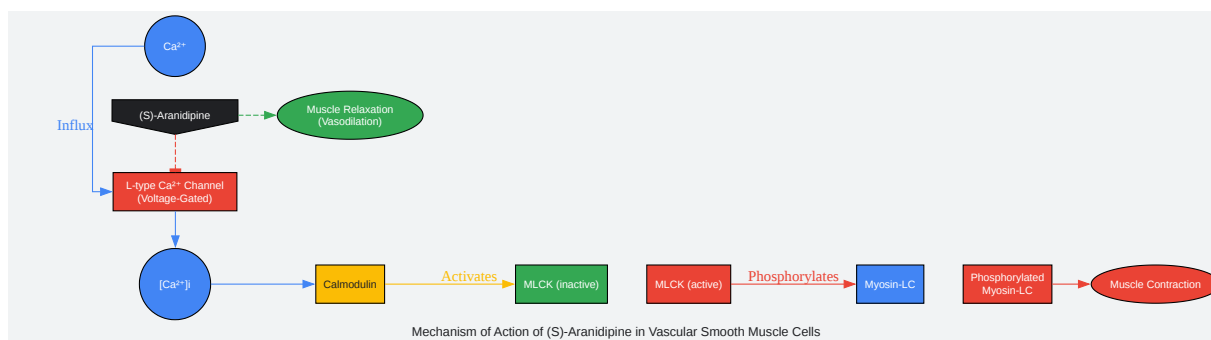 Ca²⁺
(S)-Aranidipine
Muscle Relaxation
(Vasodilation)
Influx
L-type Ca²⁺ Channel
(Voltage-Gated)
[Ca²⁺]i
Calmodulin
Activates
MLCK (inactive)
MLCK (active)
Phosphorylates
Myosin-LC
Phosphorylated
Myosin-LC
Muscle Contraction
Mechanism of Action of (S)-Aranidipine in Vascular Smooth Muscle Cells